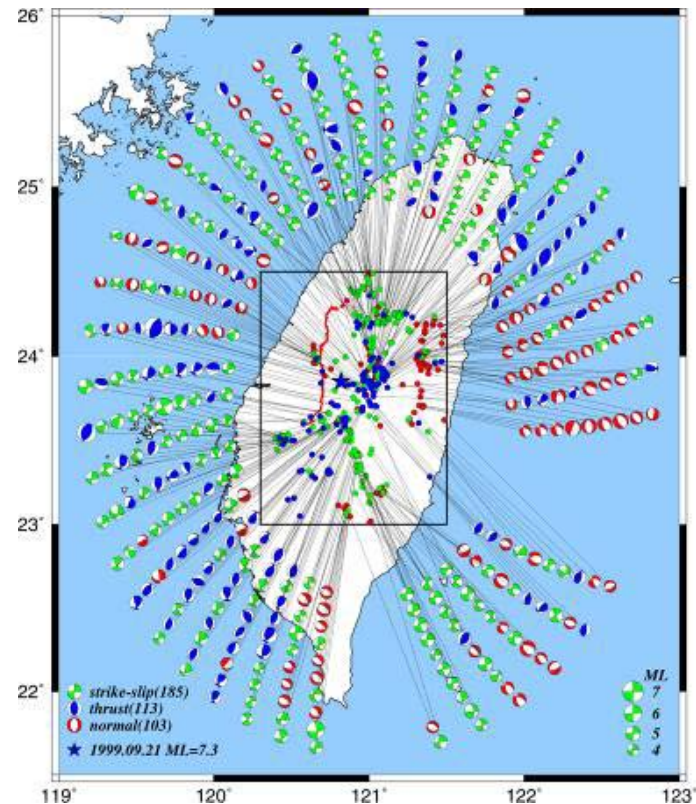 26°
25°
24°
23°
22°
strike-slip(185)
thrust(113)
normal(103)
1999.09.21 ML=7.3
ML
7
6
5
4
119° 120° 121° 122° 123°